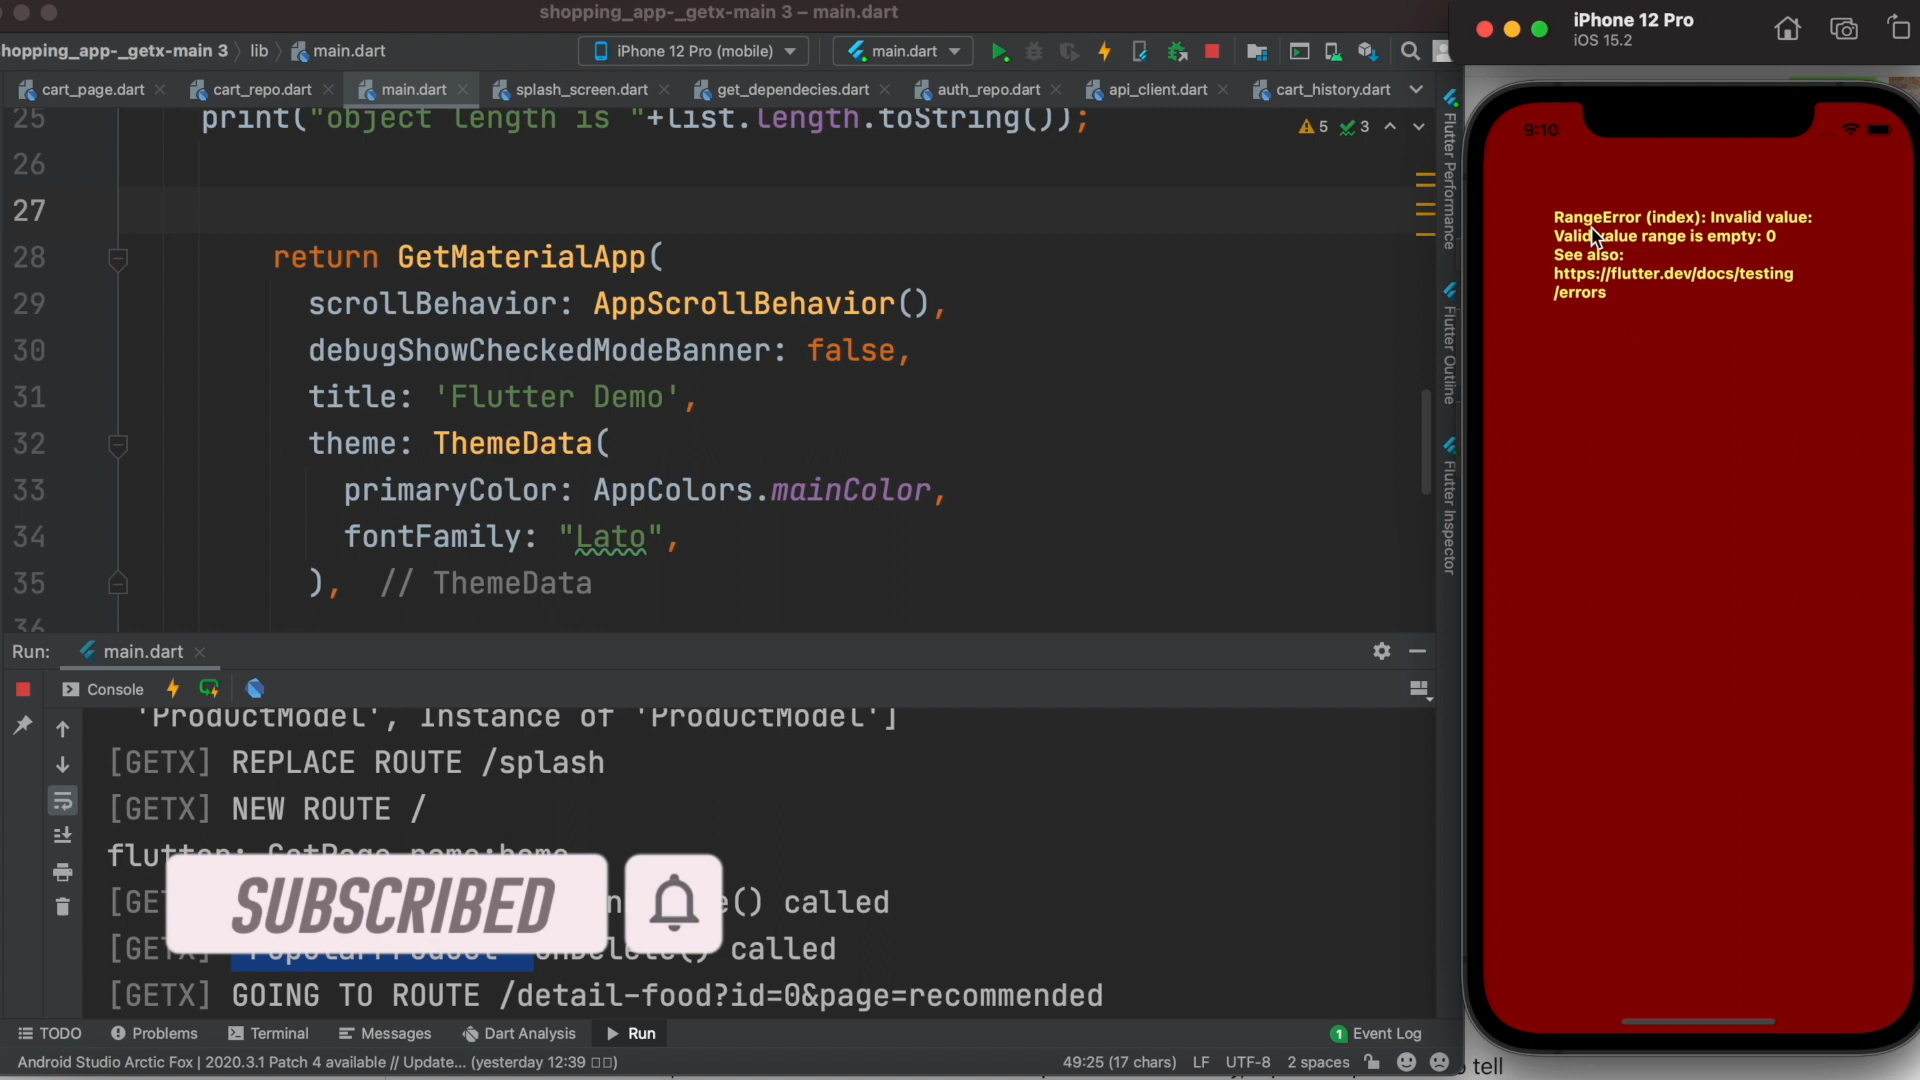 shopping_app-_getx-main 3 – main.dart
hopping_app-_getx-main 3 lib main.dart
iPhone 12 Pro (mobile) main.dart
cart_page.dart cart_repo.dart main.dart splash_screen.dart get_dependecies.dart auth_repo.dart api_client.dart cart_history.dart
25 print("object length is "+list.length.toString());
5 3
26
27
28 return GetMaterialApp(
29 scrollBehavior: AppScrollBehavior(),
30 debugShowCheckedModeBanner: false,
31 title: 'Flutter Demo',
32 theme: ThemeData(
33 primaryColor: AppColors.mainColor,
34 fontFamily: "Lato",
35 ), // ThemeData
36
Flutter Performance
Flutter Outline
Flutter Inspector
Run: main.dart
Console
'ProductModel', Instance of 'ProductModel']
[GETX] REPLACE ROUTE /splash
[GETX] NEW ROUTE /
flutter: GetPage name:home
() called
called
SUBSCRIBED
[GETX] GOING TO ROUTE /detail-food?id=0&page=recommended
TODO Problems Terminal Messages Dart Analysis Run 1 Event Log
Android Studio Arctic Fox | 2020.3.1 Patch 4 available // Update... (yesterday 12:39
49:25 (17 chars) LF UTF-8 2 spaces
tell
iPhone 12 Pro
iOS 15.2
9:10
RangeError (index): Invalid value:
Valid value range is empty: 0
See also:
https://flutter.dev/docs/testing
/errors